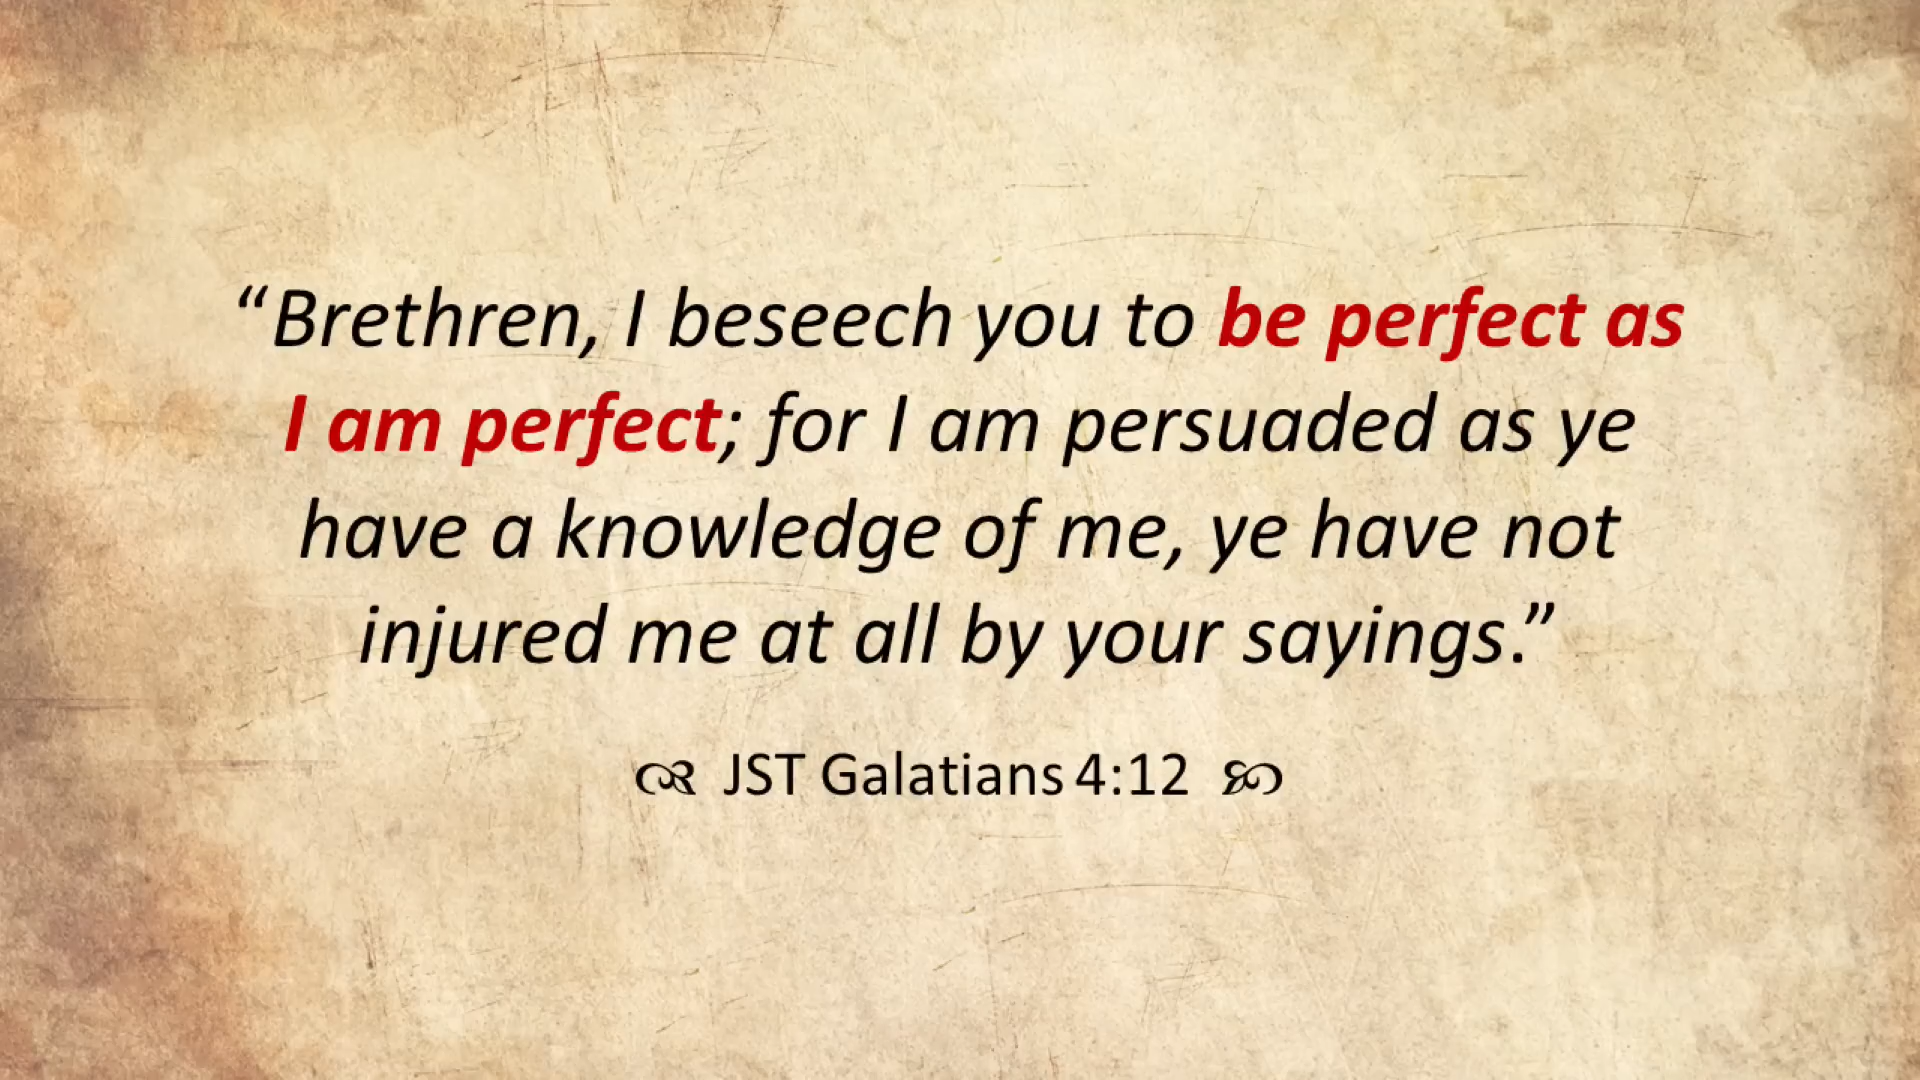 “Brethren, I beseech you to be perfect as
I am perfect; for I am persuaded as ye
have a knowledge of me, ye have not
injured me at all by your sayings.”
JST Galatians 4:12